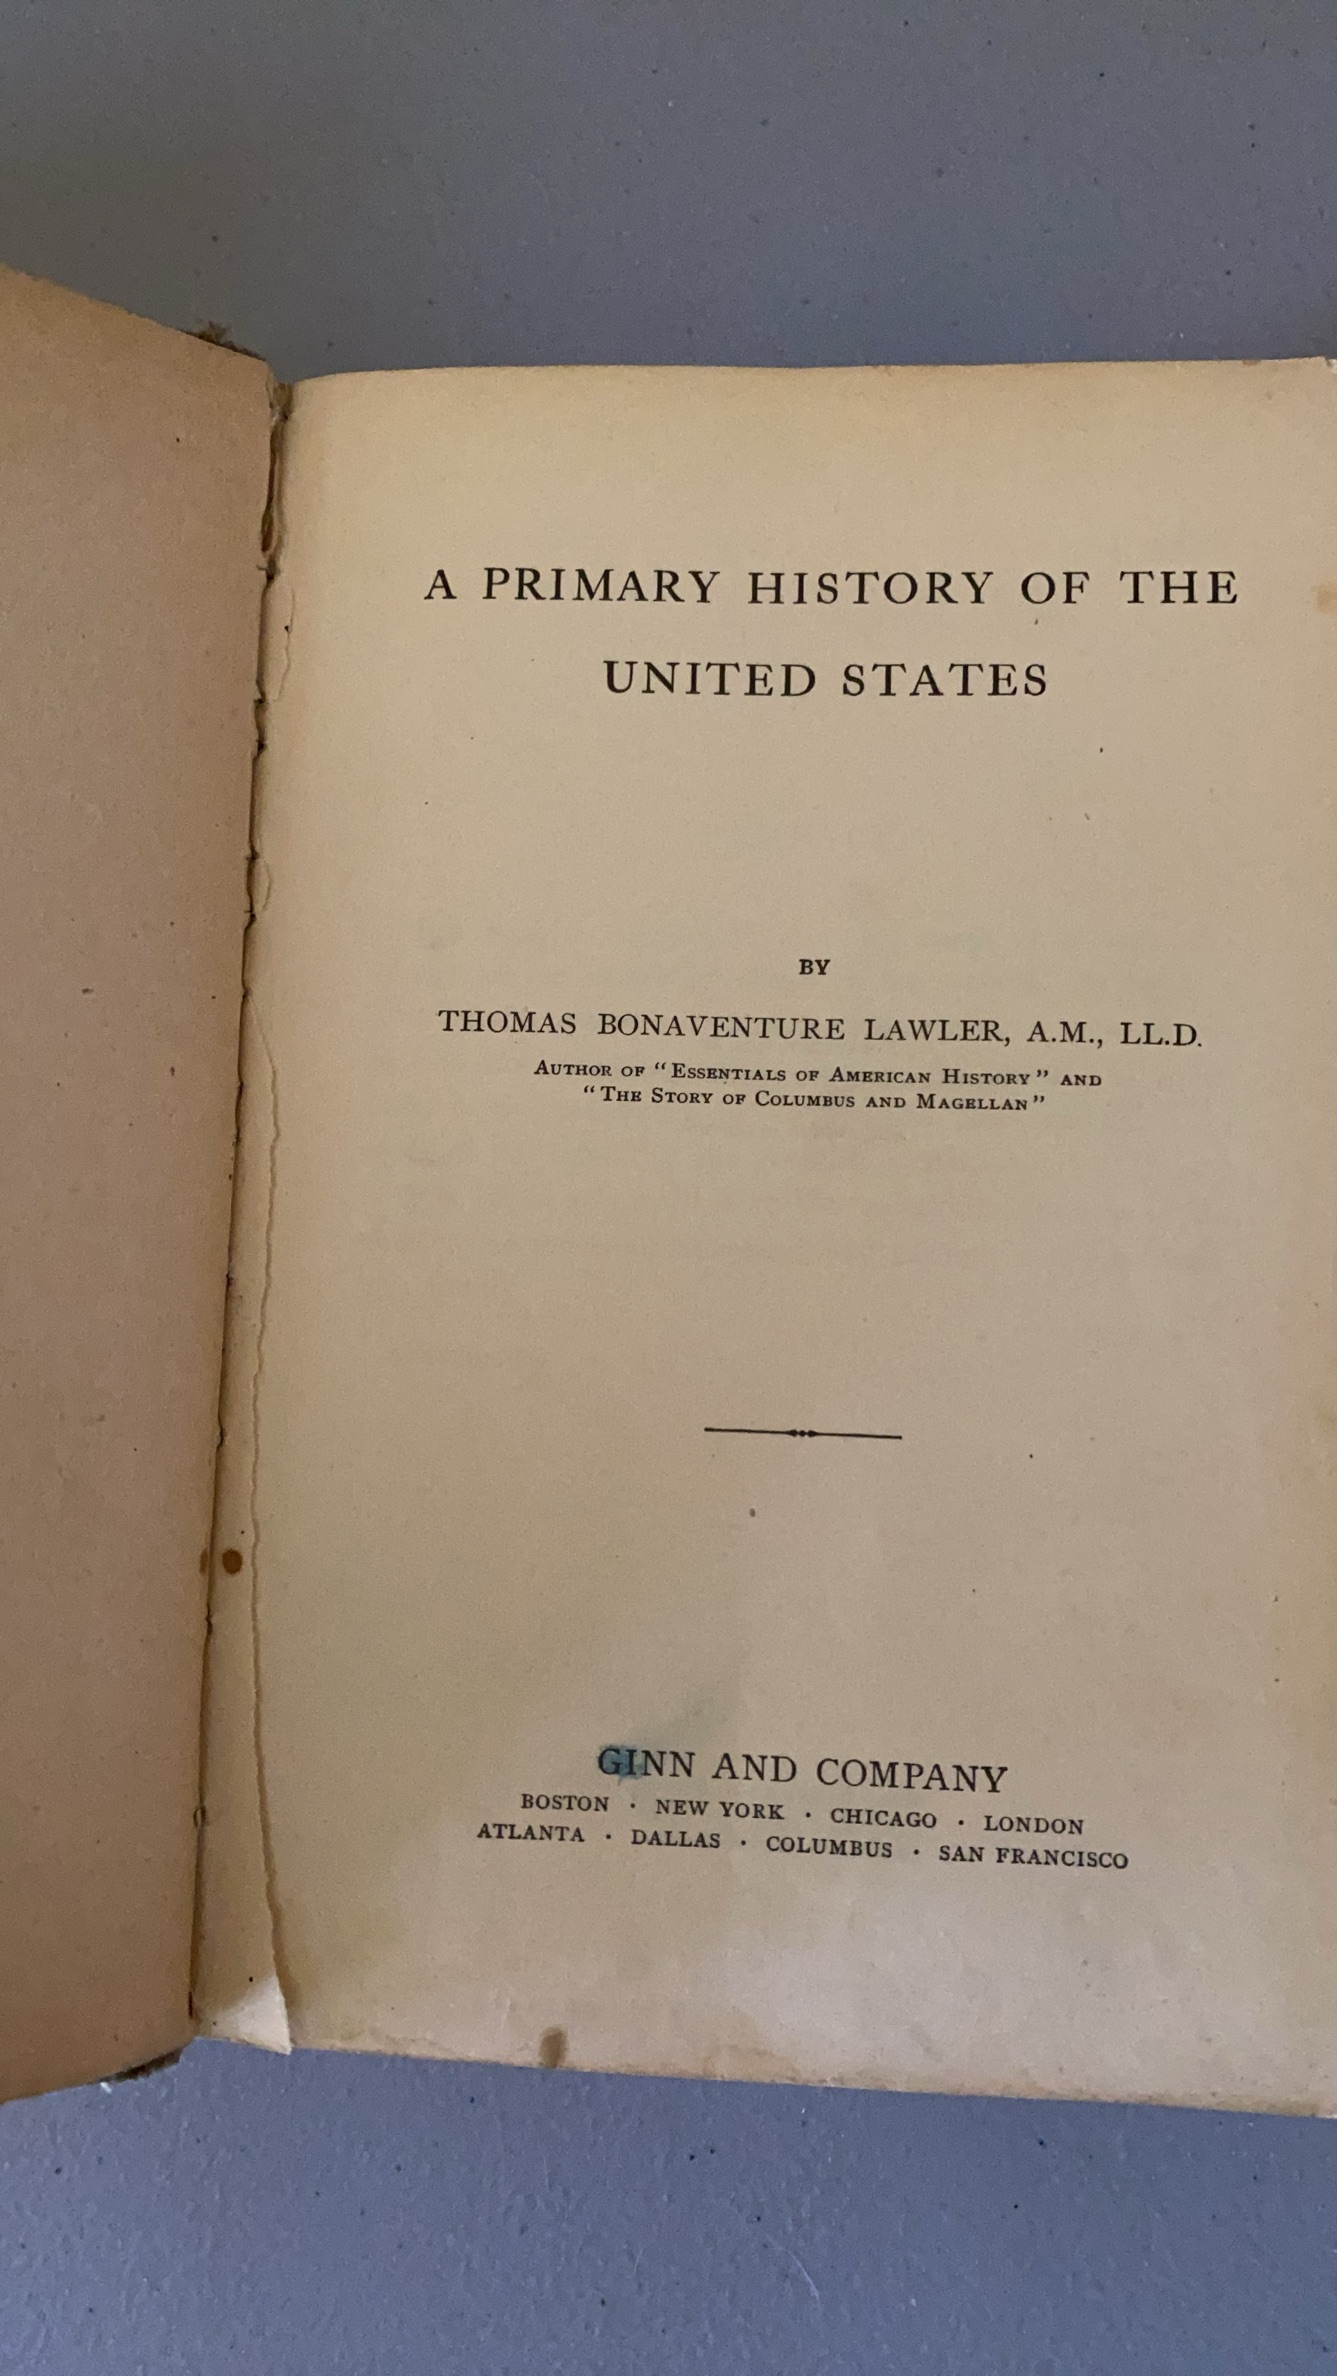 A PRIMARY HISTORY OF THE
UNITED STATES
BY
THOMAS BONAVENTURE LAWLER, A.M., LL.D.
AUTHOR OF “ESSENTIALS OF AMERICAN HISTORY” AND
“THE STORY OF COLUMBUS AND MAGELLAN”
GINN AND COMPANY
BOSTON · NEW YORK · CHICAGO · LONDON
ATLANTA · DALLAS · COLUMBUS · SAN FRANCISCO